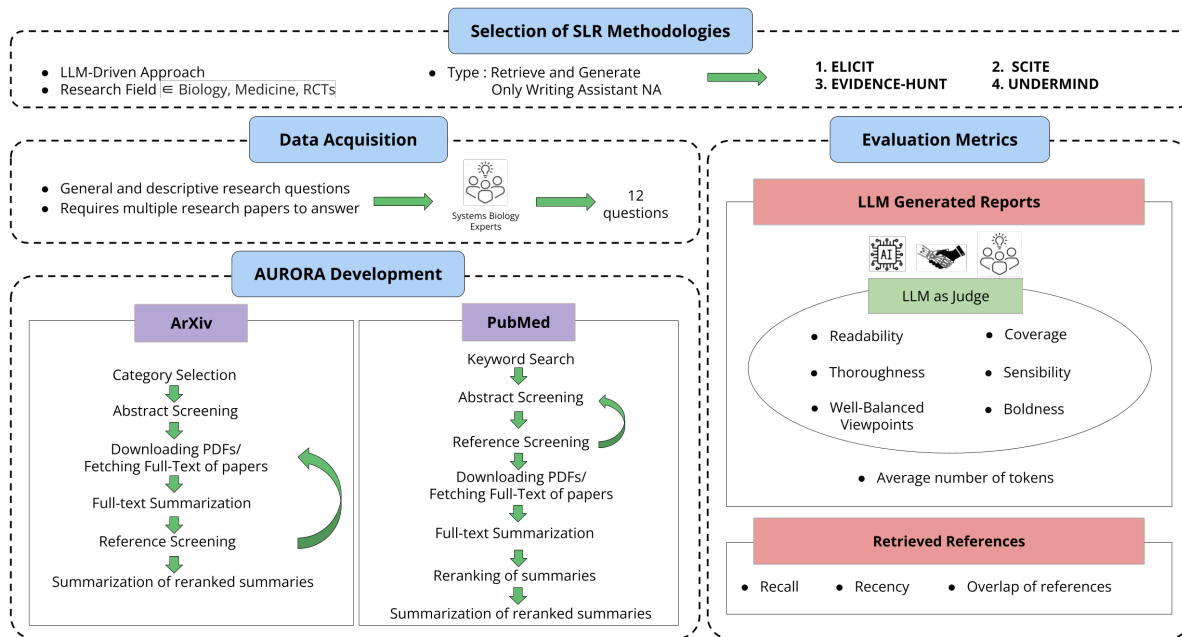 Selection of SLR Methodologies
● LLM-Driven Approach
● Research Field ∈ Biology, Medicine, RCTs
● Type : Retrieve and Generate
Only Writing Assistant NA
1. ELICIT 2. SCITE
3. EVIDENCE-HUNT 4. UNDERMIND
Data Acquisition
● General and descriptive research questions
● Requires multiple research papers to answer
Systems Biology
Experts
12
questions
AURORA Development
ArXiv
Category Selection
Abstract Screening
Downloading PDFs/
Fetching Full-Text of papers
Full-text Summarization
Reference Screening
Summarization of reranked summaries
PubMed
Keyword Search
Abstract Screening
Reference Screening
Downloading PDFs/
Fetching Full-Text of papers
Full-text Summarization
Reranking of summaries
Summarization of reranked summaries
Evaluation Metrics
LLM Generated Reports
AI
LLM as Judge
● Readability
● Coverage
● Thoroughness
● Sensibility
● Well-Balanced
Viewpoints
● Boldness
● Average number of tokens
Retrieved References
● Recall ● Recency ● Overlap of references